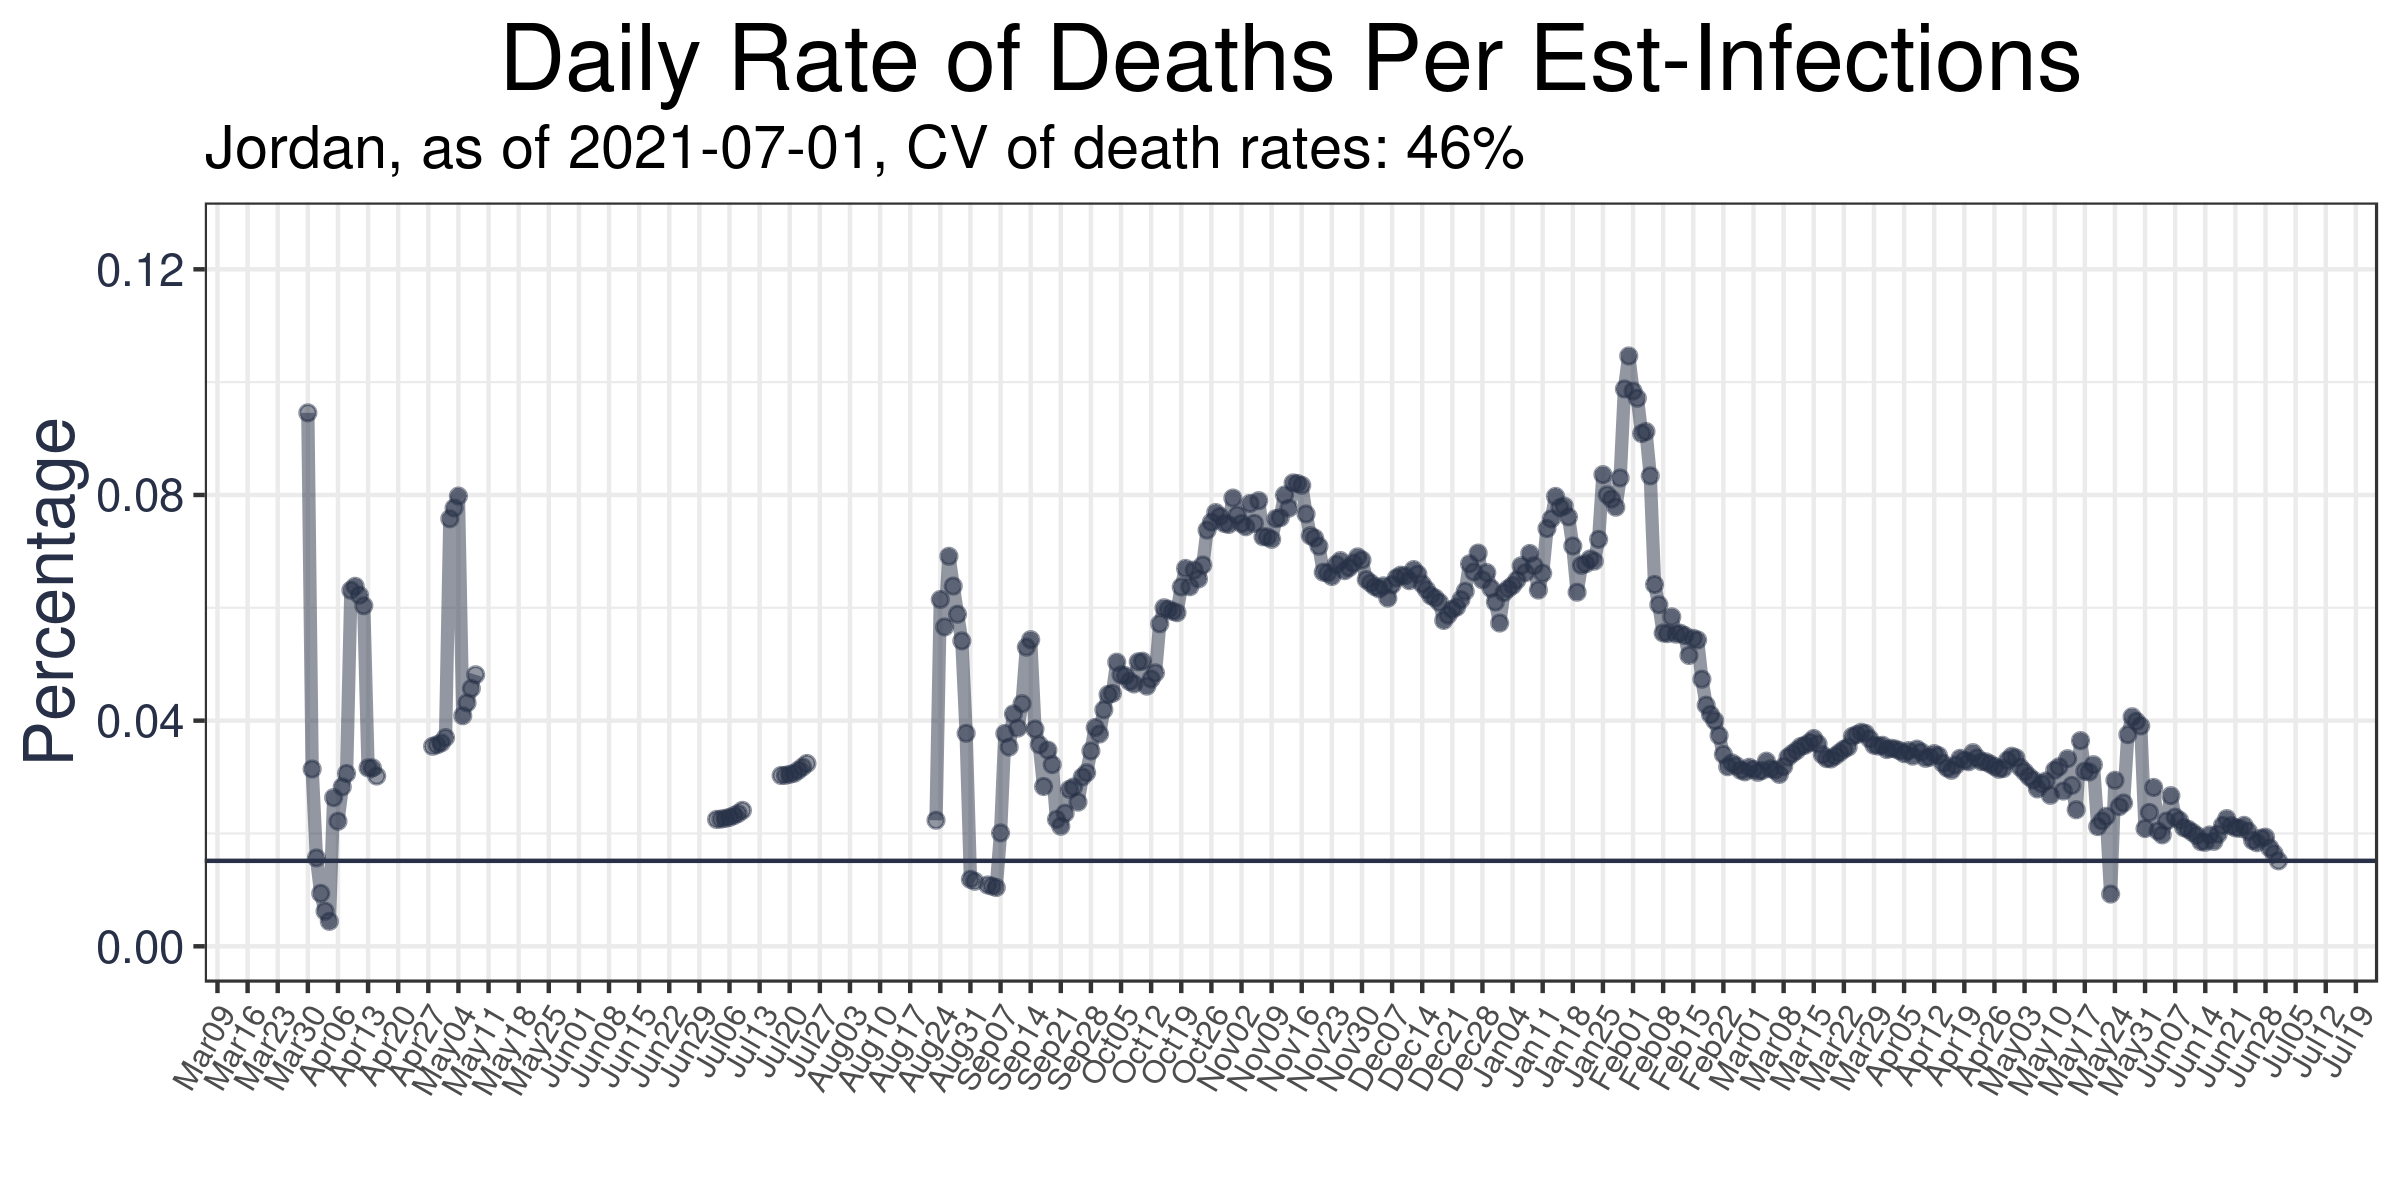 Daily Rate of Deaths Per Est-Infections
Jordan, as of 2021-07-01, CV of death rates: 46%
Percentage
0.12
0.08
0.04
0.00
Mar09
Mar16
Mar23
Mar30
Apr06
Apr13
Apr20
Apr27
May04
May11
May18
May25
Jun01
Jun08
Jun15
Jun22
Jun29
Jul06
Jul13
Jul20
Jul27
Aug03
Aug10
Aug17
Aug24
Aug31
Sep07
Sep14
Sep21
Sep28
Oct05
Oct12
Oct19
Oct26
Nov02
Nov09
Nov16
Nov23
Nov30
Dec07
Dec14
Dec21
Dec28
Jan04
Jan11
Jan18
Jan25
Feb01
Feb08
Feb15
Feb22
Mar01
Mar08
Mar15
Mar22
Mar29
Apr05
Apr12
Apr19
Apr26
May03
May10
May17
May24
May31
Jun07
Jun14
Jun21
Jun28
Jul05
Jul12
Jul19